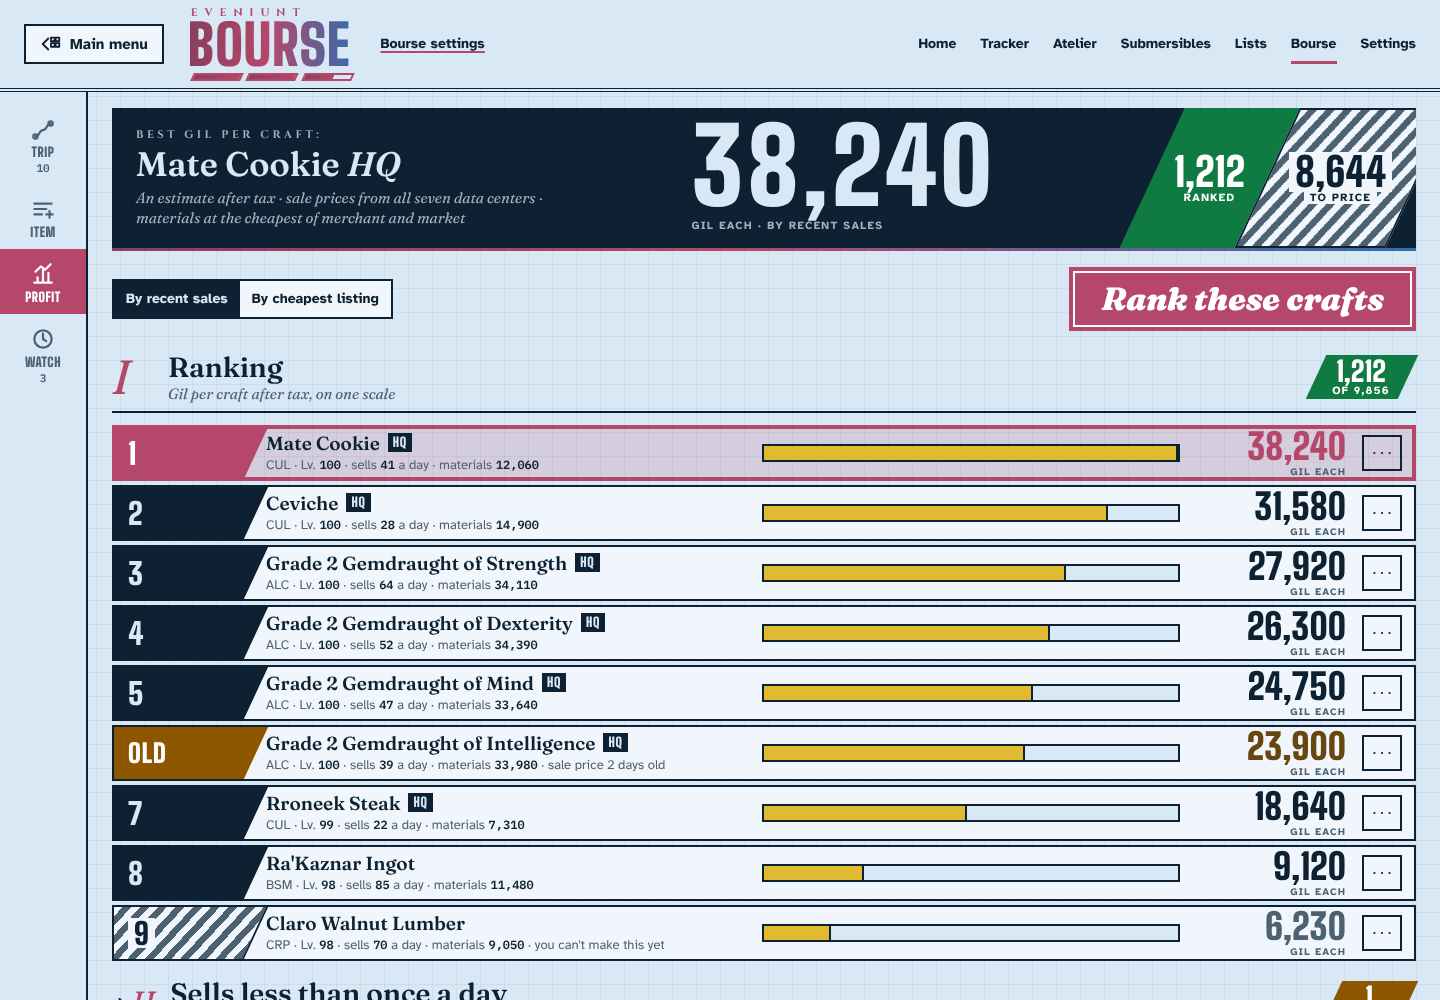 Main menu
EVENIUNT
BOURSE
Bourse settings
Home
Tracker
Atelier
Submersibles
Lists
Bourse
Settings
TRIP
10
ITEM
PROFIT
WATCH
3
BEST GIL PER CRAFT:
Mate Cookie HQ
An estimate after tax · sale prices from all seven data centers ·
materials at the cheapest of merchant and market
38,240
GIL EACH · BY RECENT SALES
1,212
RANKED
8,644
TO PRICE
By recent sales
By cheapest listing
Rank these crafts
I
Ranking
Gil per craft after tax, on one scale
1,212
OF 9,856
1
Mate Cookie HQ
CUL · Lv. 100 · sells 41 a day · materials 12,060
38,240
GIL EACH
...
2
Ceviche HQ
CUL · Lv. 100 · sells 28 a day · materials 14,900
31,580
GIL EACH
...
3
Grade 2 Gemdraught of Strength HQ
ALC · Lv. 100 · sells 64 a day · materials 34,110
27,920
GIL EACH
...
4
Grade 2 Gemdraught of Dexterity HQ
ALC · Lv. 100 · sells 52 a day · materials 34,390
26,300
GIL EACH
...
5
Grade 2 Gemdraught of Mind HQ
ALC · Lv. 100 · sells 47 a day · materials 33,640
24,750
GIL EACH
...
OLD
Grade 2 Gemdraught of Intelligence HQ
ALC · Lv. 100 · sells 39 a day · materials 33,980 · sale price 2 days old
23,900
GIL EACH
...
7
Rroneek Steak HQ
CUL · Lv. 99 · sells 22 a day · materials 7,310
18,640
GIL EACH
...
8
Ra'Kaznar Ingot
BSM · Lv. 98 · sells 85 a day · materials 11,480
9,120
GIL EACH
...
9
Claro Walnut Lumber
CRP · Lv. 98 · sells 70 a day · materials 9,050 · you can't make this yet
6,230
GIL EACH
...
II
Sells less than once a day
1